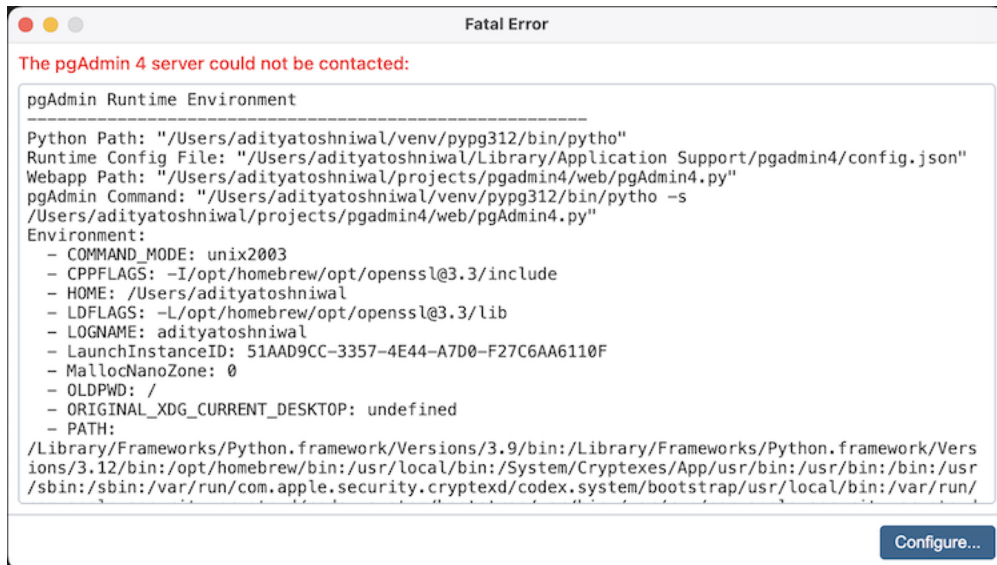 Fatal Error
The pgAdmin 4 server could not be contacted:
pgAdmin Runtime Environment
--------------------------------------------------------
Python Path: "/Users/adityatoshniwal/venv/pypg312/bin/pytho"
Runtime Config File: "/Users/adityatoshniwal/Library/Application Support/pgadmin4/config.json"
Webapp Path: "/Users/adityatoshniwal/projects/pgadmin4/web/pgAdmin4.py"
pgAdmin Command: "/Users/adityatoshniwal/venv/pypg312/bin/pytho -s
/Users/adityatoshniwal/projects/pgadmin4/web/pgAdmin4.py"
Environment:
- COMMAND_MODE: unix2003
- CPPFLAGS: -I/opt/homebrew/opt/openssl@3.3/include
- HOME: /Users/adityatoshniwal
- LDFLAGS: -L/opt/homebrew/opt/openssl@3.3/lib
- LOGNAME: adityatoshniwal
- LaunchInstanceID: 51AAD9CC-3357-4E44-A7D0-F27C6AA6110F
- MallocNanoZone: 0
- OLDPWD: /
- ORIGINAL_XDG_CURRENT_DESKTOP: undefined
- PATH:
/Library/Frameworks/Python.framework/Versions/3.9/bin:/Library/Frameworks/Python.framework/Vers
ions/3.12/bin:/opt/homebrew/bin:/usr/local/bin:/System/Cryptexes/App/usr/bin:/usr/bin:/bin:/usr
/sbin:/sbin:/var/run/com.apple.security.cryptexd/codex.system/bootstrap/usr/local/bin:/var/run/
Configure...